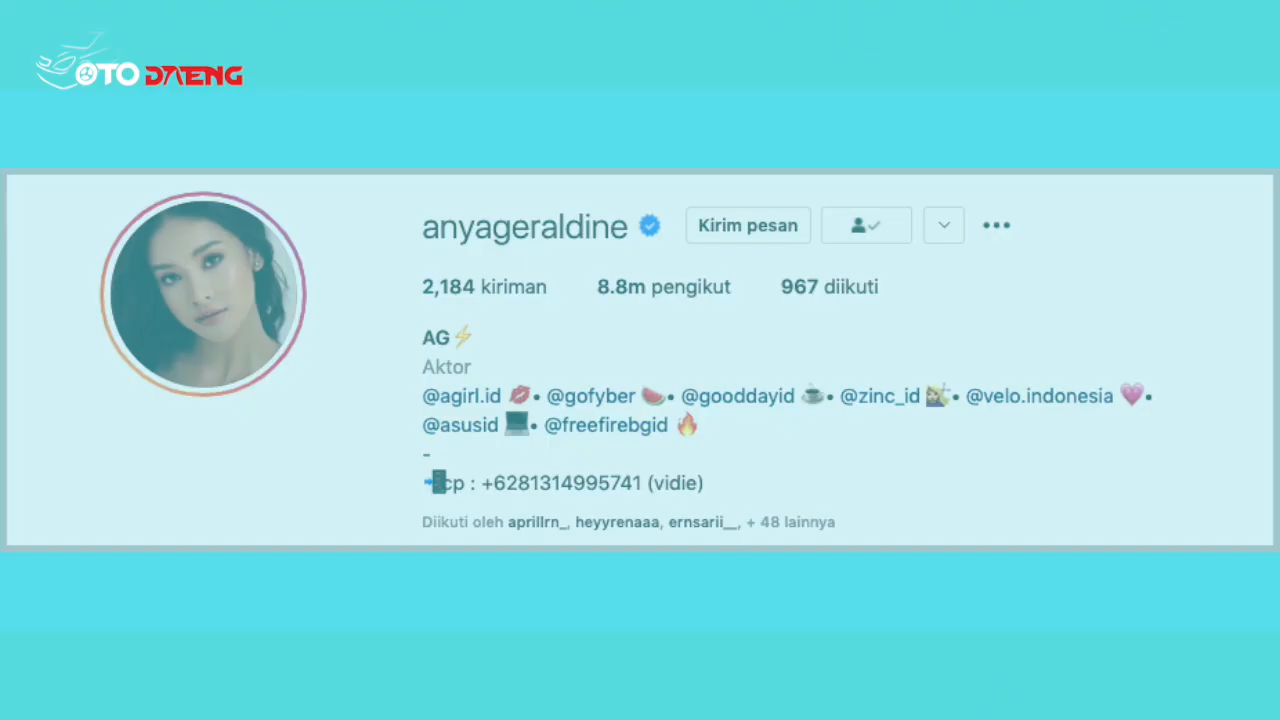 OTO DAENG
anyageraldine
Kirim pesan
2,184 kiriman 8.8m pengikut 967 diikuti
AG⚡
Aktor
@agirl.id 💋• @gofyber 🍉• @gooddayid ☕• @zinc_id 💇‍♀️• @velo.indonesia 💗•
@asusid 💻• @freefirebgid 🔥
-
📲cp : +6281314995741 (vidie)
Diikuti oleh aprillrn_, heyyrenaaa, ernsarii__, + 48 lainnya